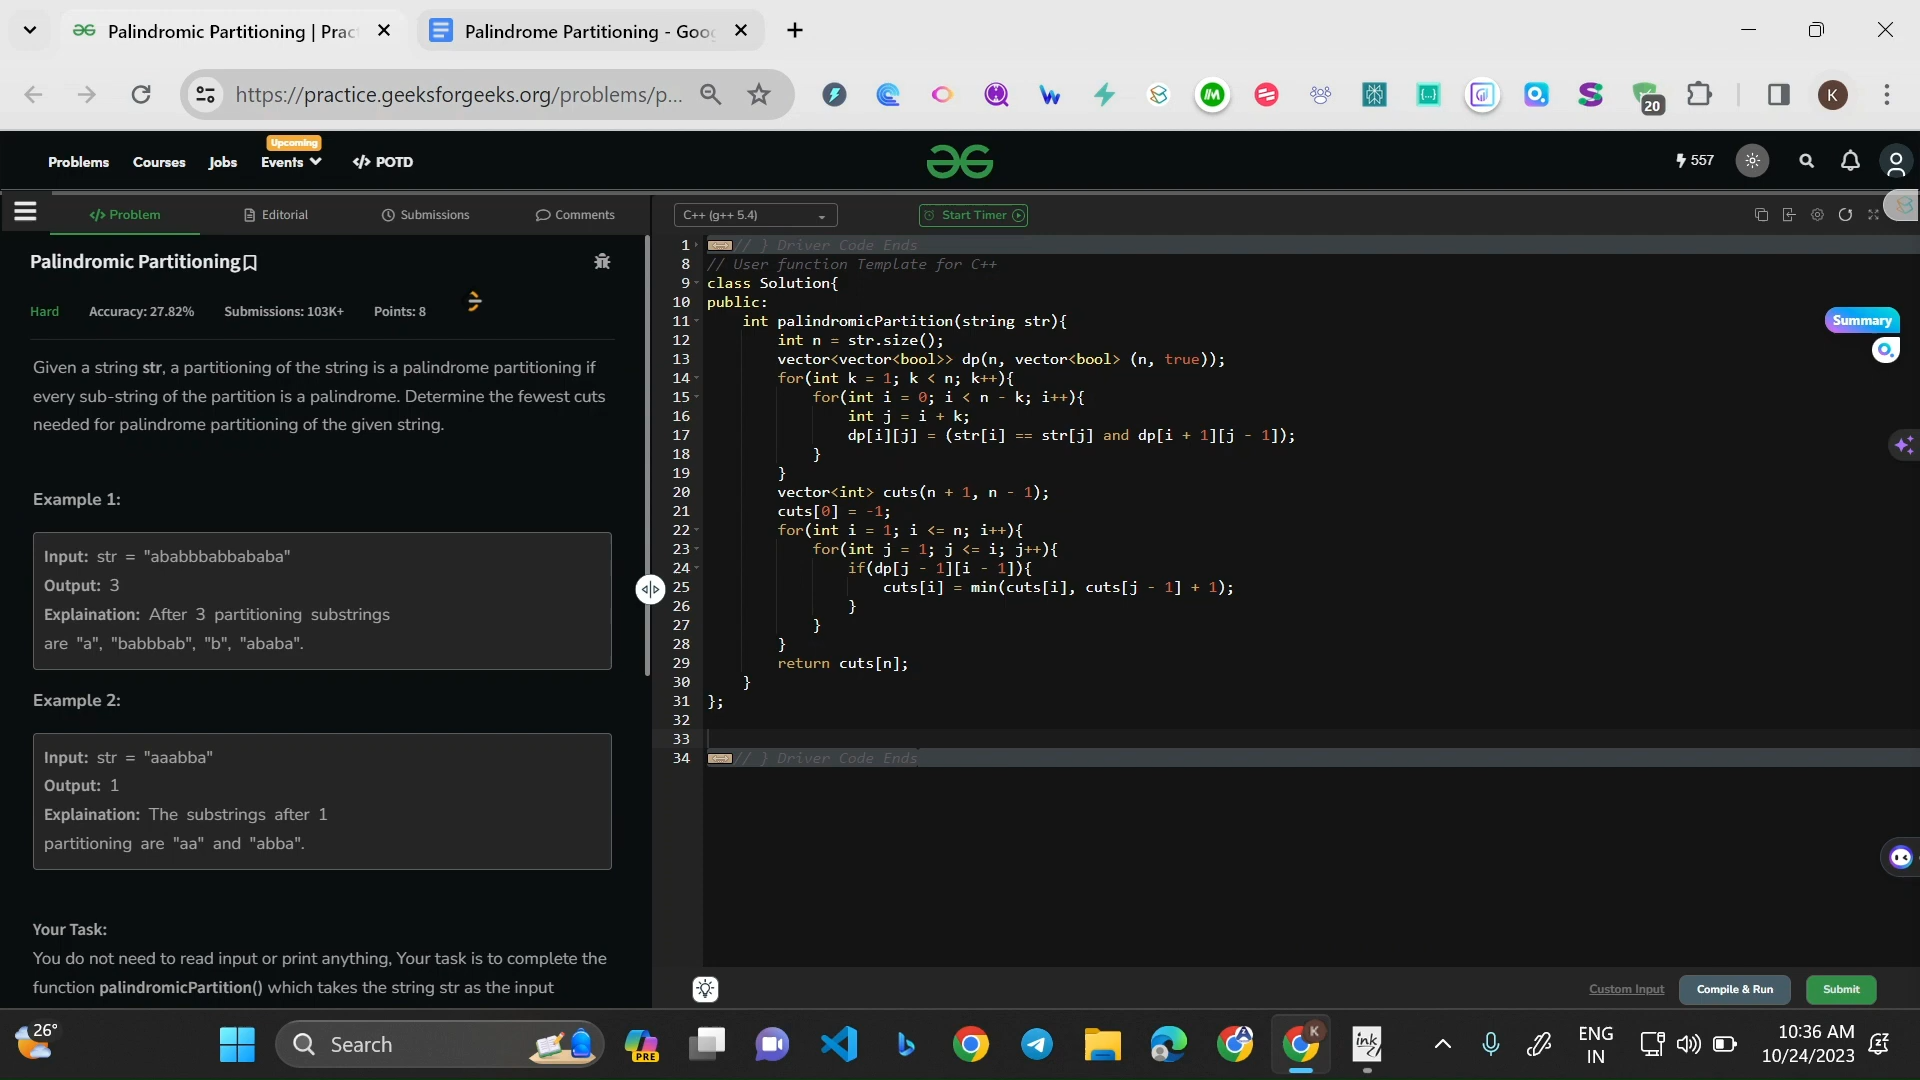 Palindromic Partitioning | Prac
Palindrome Partitioning - Goog
https://practice.geeksforgeeks.org/problems/p...
20
K
Problems
Courses
Jobs
Upcoming
Events
</> POTD
557
</> Problem
Editorial
Submissions
Comments
C++ (g++ 5.4)
Start Timer
Palindromic Partitioning
Hard
Accuracy: 27.82%
Submissions: 103K+
Points: 8
Given a string str, a partitioning of the string is a palindrome partitioning if
every sub-string of the partition is a palindrome. Determine the fewest cuts
needed for palindrome partitioning of the given string.
Example 1:
Input: str = "ababbbabbababa"
Output: 3
Explaination: After 3 partitioning substrings
are "a", "babbbab", "b", "ababa".
Example 2:
Input: str = "aaabba"
Output: 1
Explaination: The substrings after 1
partitioning are "aa" and "abba".
Your Task:
You do not need to read input or print anything, Your task is to complete the
function palindromicPartition() which takes the string str as the input
1 // } Driver Code Ends
8 // User function Template for C++
9 class Solution{
10 public:
11 int palindromicPartition(string str){
12 int n = str.size();
13 vector<vector<bool>> dp(n, vector<bool> (n, true));
14 for(int k = 1; k < n; k++){
15 for(int i = 0; i < n - k; i++){
16 int j = i + k;
17 dp[i][j] = (str[i] == str[j] and dp[i + 1][j - 1]);
18 }
19 }
20 vector<int> cuts(n + 1, n - 1);
21 cuts[0] = -1;
22 for(int i = 1; i <= n; i++){
23 for(int j = 1; j <= i; j++){
24 if(dp[j - 1][i - 1]){
25 cuts[i] = min(cuts[i], cuts[j - 1] + 1);
26 }
27 }
28 }
29 return cuts[n];
30 }
31 };
32
33
34 // } Driver Code Ends
Summary
Custom Input
Compile & Run
Submit
26°
Search
PRE
K
ink
ENG
IN
10:36 AM
10/24/2023